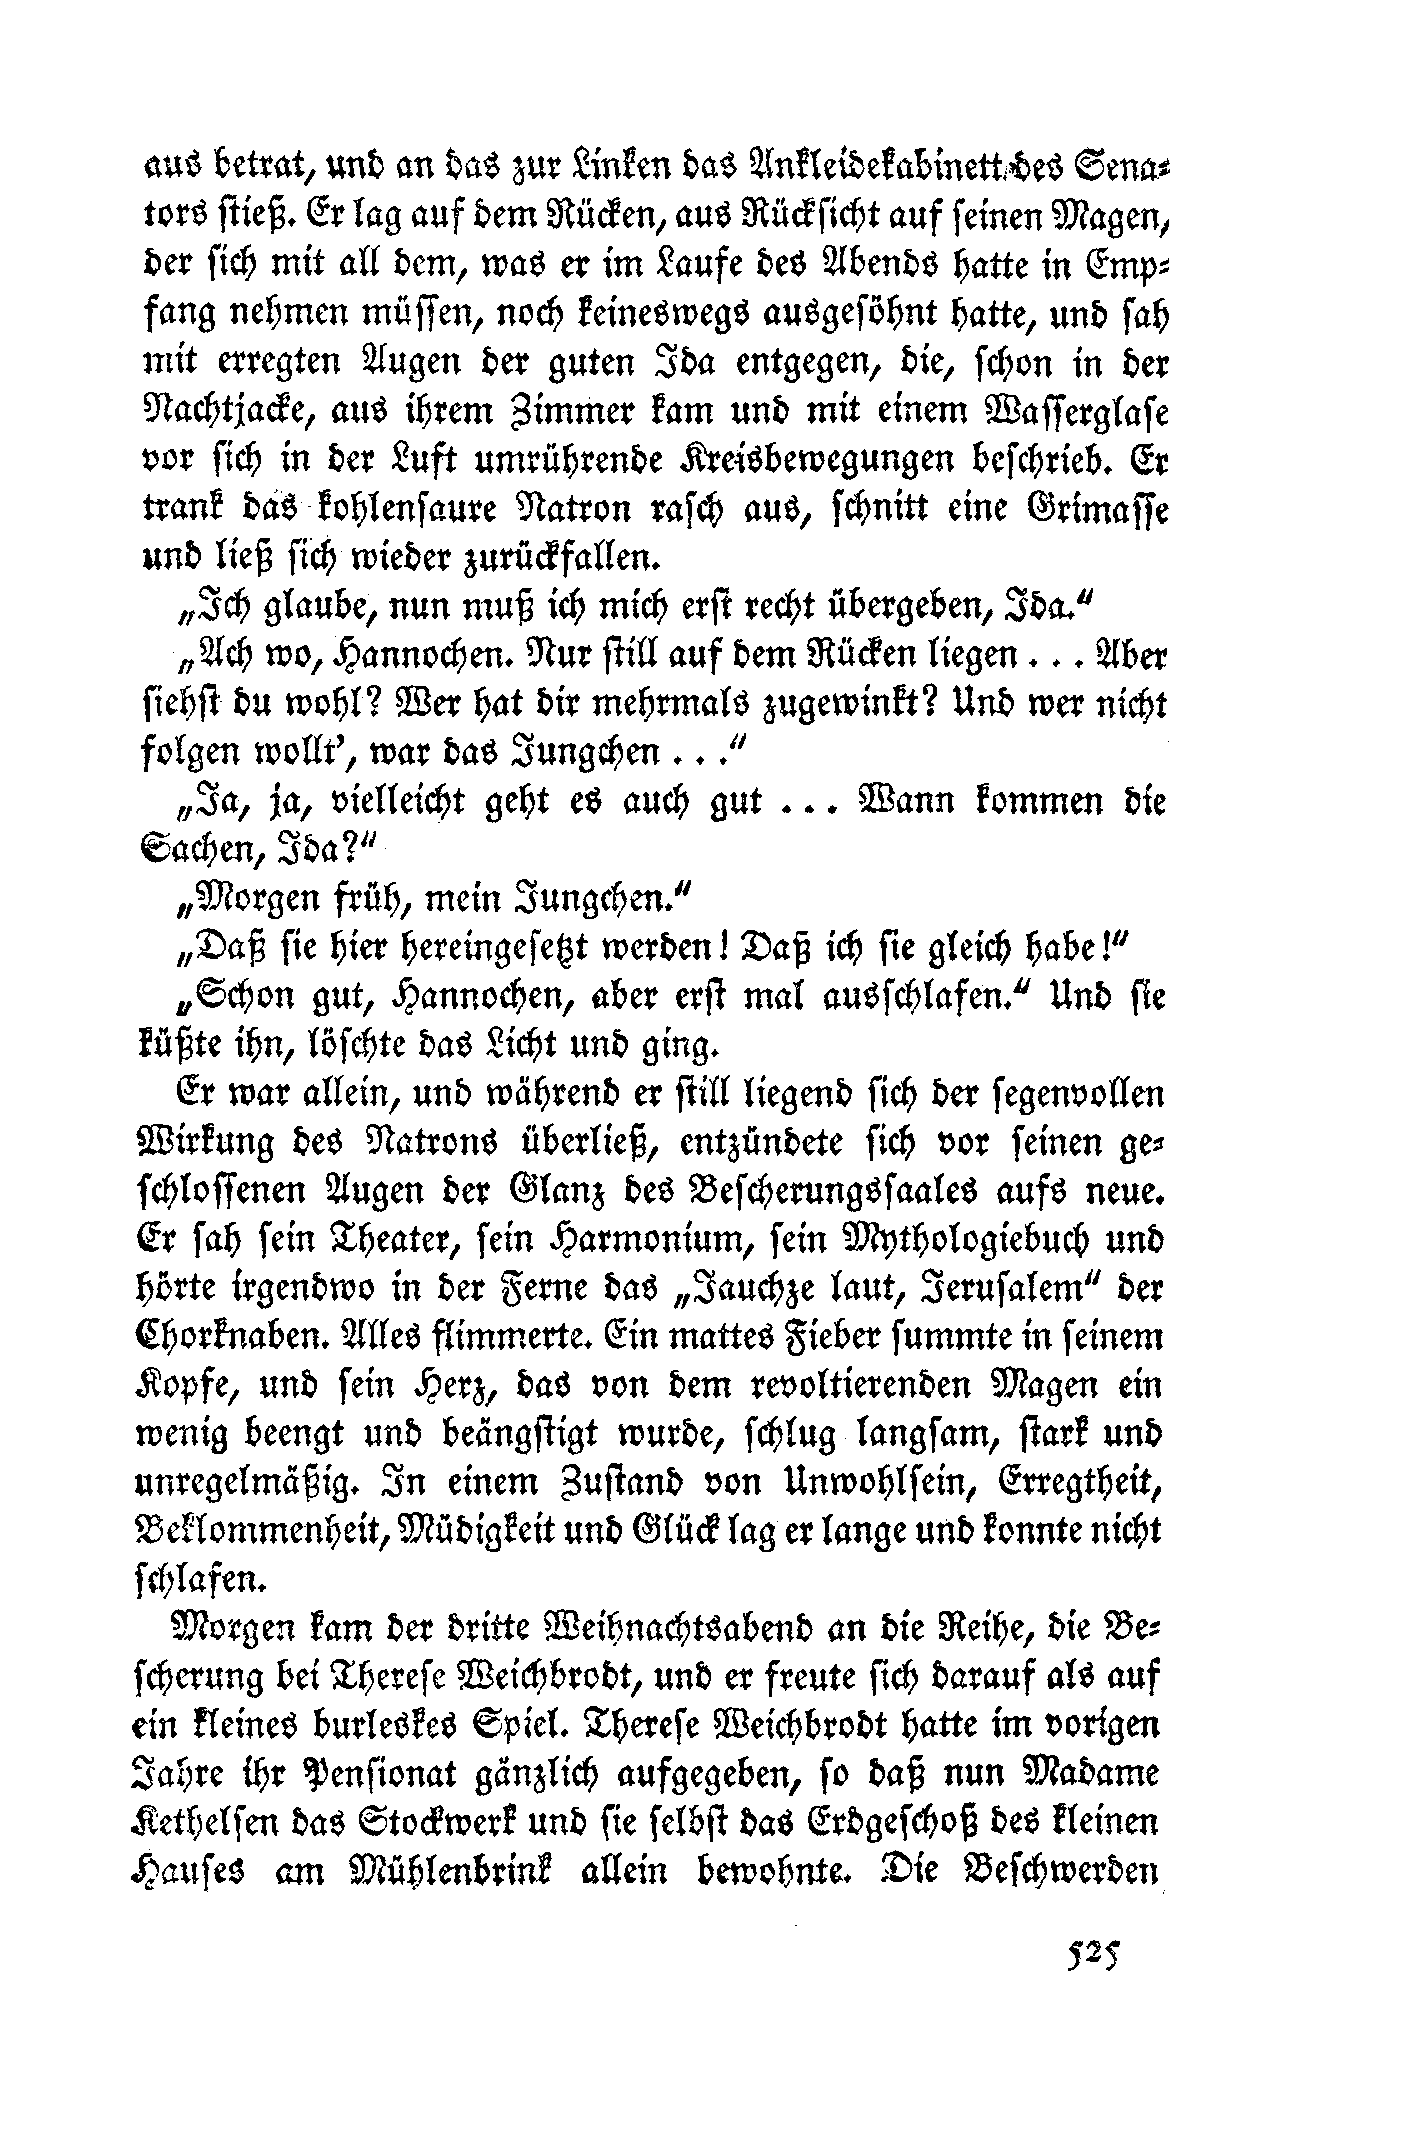 aus betrat, und an das zur Linken das Ankleidekabinett des Sena-
tors stieß. Er lag auf dem Rücken, aus Rücksicht auf seinen Magen,
der sich mit all dem, was er im Laufe des Abends hatte in Emp-
fang nehmen müssen, noch keineswegs ausgesöhnt hatte, und sah
mit erregten Augen der guten Ida entgegen, die, schon in der
Nachtjacke, aus ihrem Zimmer kam und mit einem Wasserglase
vor sich in der Luft umrührende Kreisbewegungen beschrieb. Er
trank das kohlensaure Natron rasch aus, schnitt eine Grimasse
und ließ sich wieder zurückfallen.
„Ich glaube, nun muß ich mich erst recht übergeben, Ida.“
„Ach wo, Hannochen. Nur still auf dem Rücken liegen . . . Aber
siehst du wohl? Wer hat dir mehrmals zugewinkt? Und wer nicht
folgen wollt’, war das Jungchen . . .“
„Ja, ja, vielleicht geht es auch gut . . . Wann kommen die
Sachen, Ida?“
„Morgen früh, mein Jungchen.“
„Daß sie hier hereingesetzt werden! Daß ich sie gleich habe!“
„Schon gut, Hannochen, aber erst mal ausschlafen.“ Und sie
küßte ihn, löschte das Licht und ging.
Er war allein, und während er still liegend sich der segenvollen
Wirkung des Natrons überließ, entzündete sich vor seinen ge-
schlossenen Augen der Glanz des Bescherungssaales aufs neue.
Er sah sein Theater, sein Harmonium, sein Mythologiebuch und
hörte irgendwo in der Ferne das „Jauchze laut, Jerusalem“ der
Chorknaben. Alles flimmerte. Ein mattes Fieber summte in seinem
Kopfe, und sein Herz, das von dem revoltierenden Magen ein
wenig beengt und beängstigt wurde, schlug langsam, stark und
unregelmäßig. In einem Zustand von Unwohlsein, Erregtheit,
Beklommenheit, Müdigkeit und Glück lag er lange und konnte nicht
schlafen.
Morgen kam der dritte Weihnachtsabend an die Reihe, die Be-
scherung bei Therese Weichbrodt, und er freute sich darauf als auf
ein kleines burleskes Spiel. Therese Weichbrodt hatte im vorigen
Jahre ihr Pensionat gänzlich aufgegeben, so daß nun Madame
Kethelsen das Stockwerk und sie selbst das Erdgeschoß des kleinen
Hauses am Mühlenbrink allein bewohnte. Die Beschwerden
525